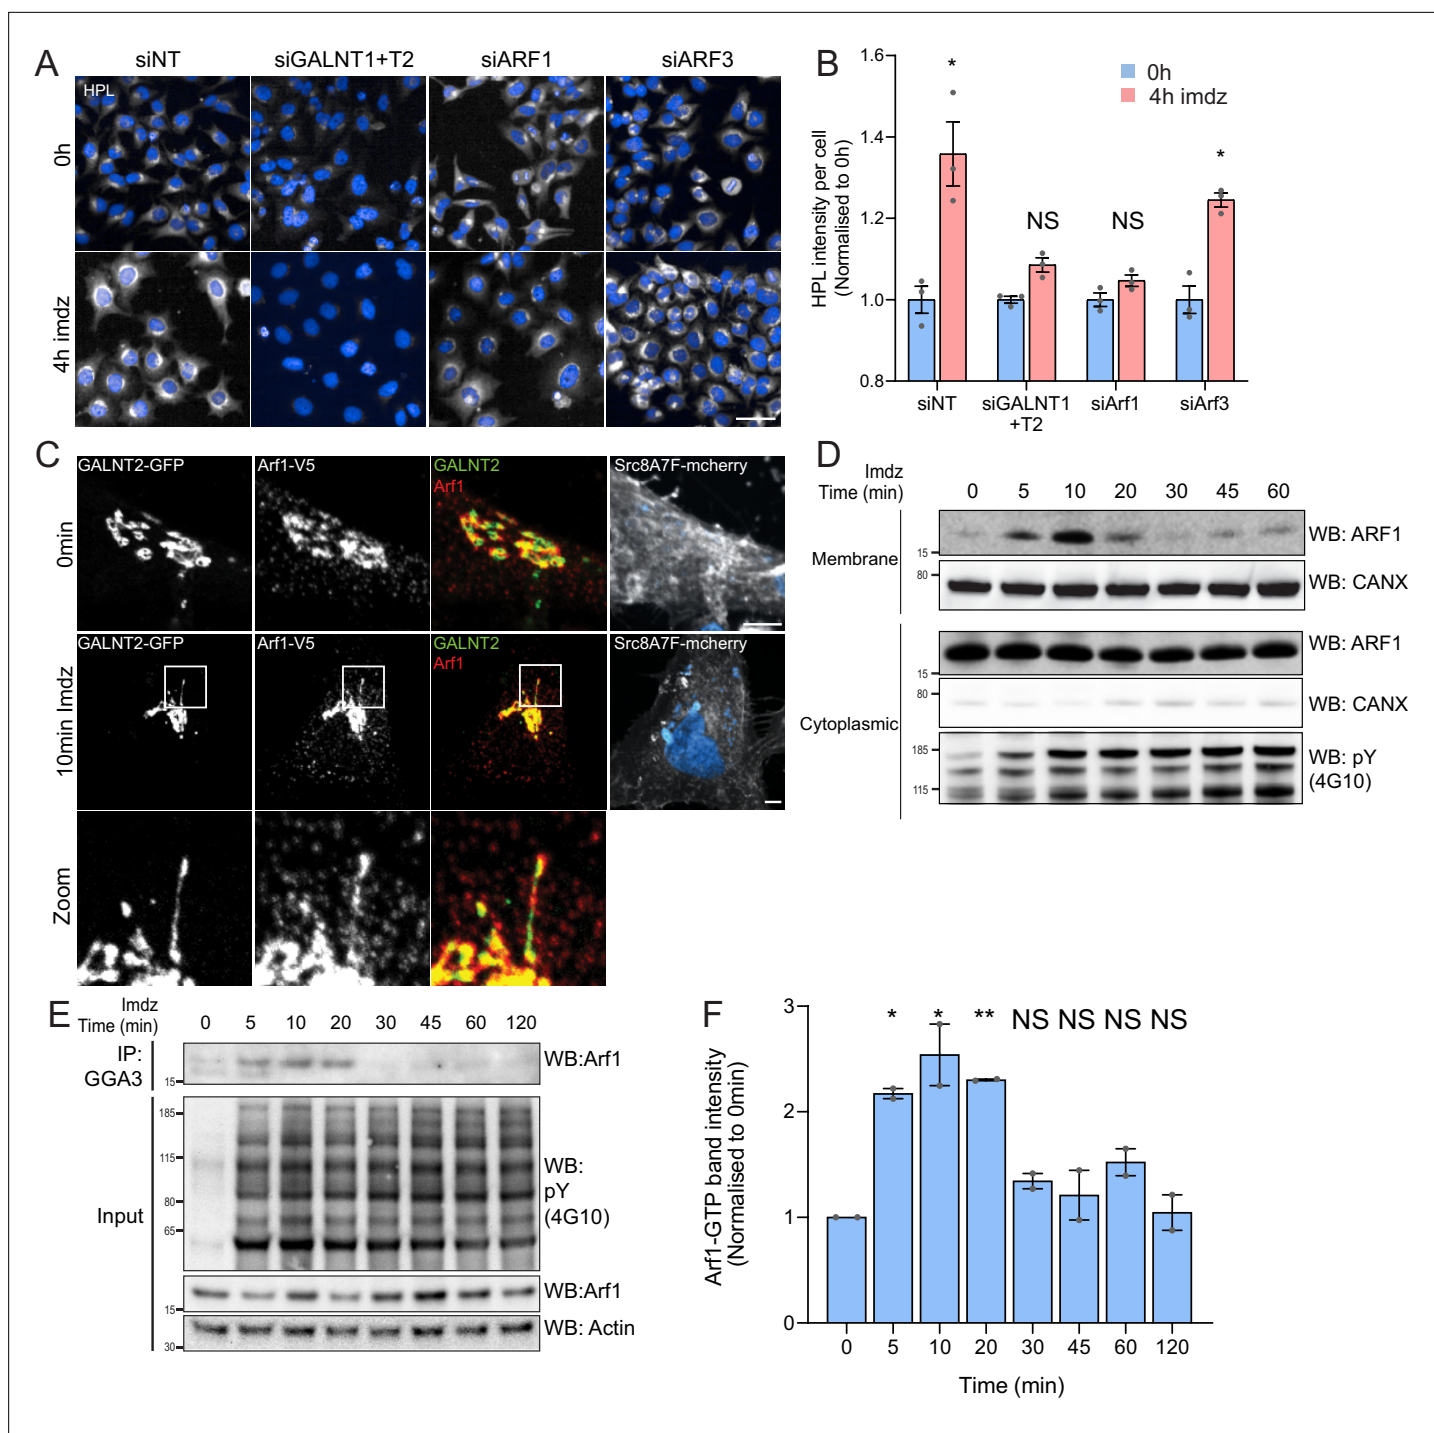 A
siNT
siGALNT1+T2
siARF1
siARF3
HPL
0h
4h imdz
B
HPL intensity per cell
(Normalised to 0h)
1.6
1.4
1.2
1.0
0.8
0h
4h imdz
*
NS
NS
*
siNT
siGALNT1
+T2
siArf1
siArf3
C
GALNT2-GFP
Arf1-V5
GALNT2
Arf1
Src8A7F-mcherry
0min
GALNT2-GFP
Arf1-V5
GALNT2
Arf1
Src8A7F-mcherry
10min Imdz
Zoom
D
Imdz
Time (min)
0 5 10 20 30 45 60
Membrane
15
WB: ARF1
80
WB: CANX
Cytoplasmic
WB: ARF1
15
80
WB: CANX
185
115
WB: pY
(4G10)
E
Imdz
Time (min)
0 5 10 20 30 45 60 120
IP:
GGA3
15
WB:Arf1
Input
185
115
80
65
WB:
pY
(4G10)
WB:Arf1
15
WB: Actin
30
F
Arf1-GTP band intensity
(Normalised to 0min)
3
2
1
0
* * ** NS NS NS NS
0 5 10 20 30 45 60 120
Time (min)